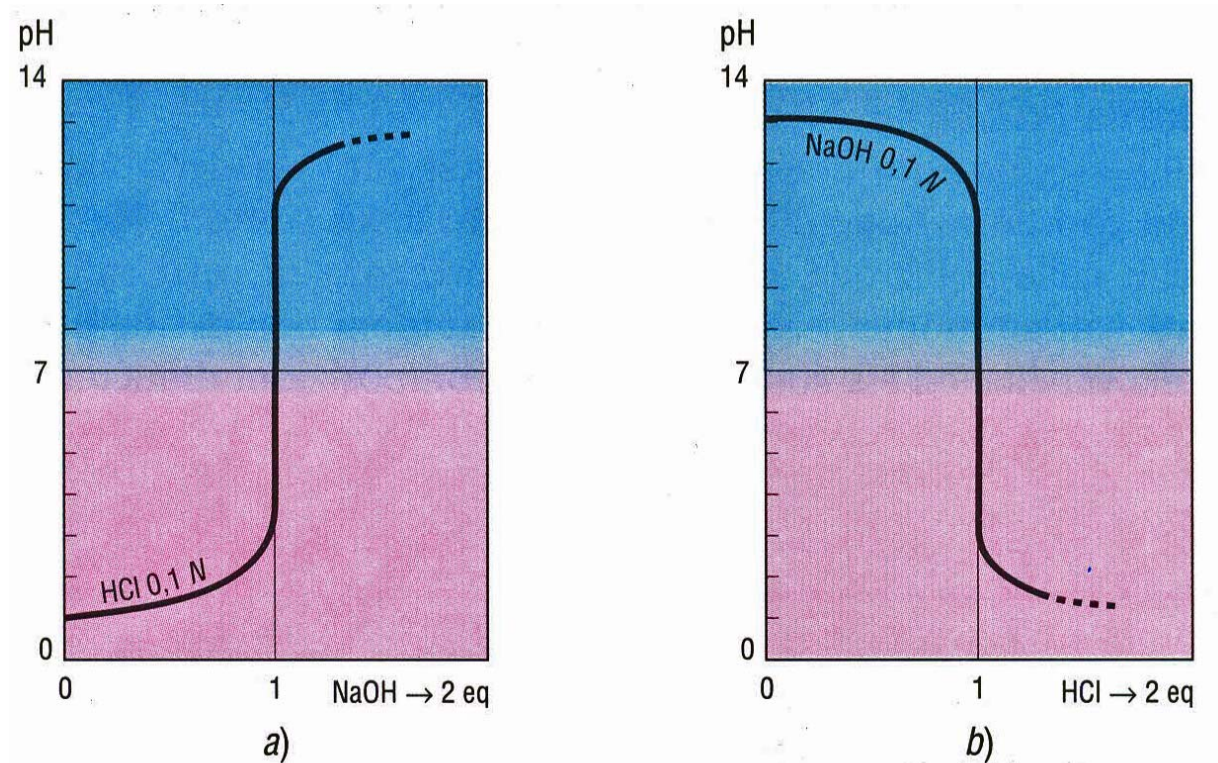 pH
14
7
0
HCl 0,1 N
0
1
NaOH → 2 eq
a)
pH
14
7
0
NaOH 0,1 N
0
1
HCl → 2 eq
b)